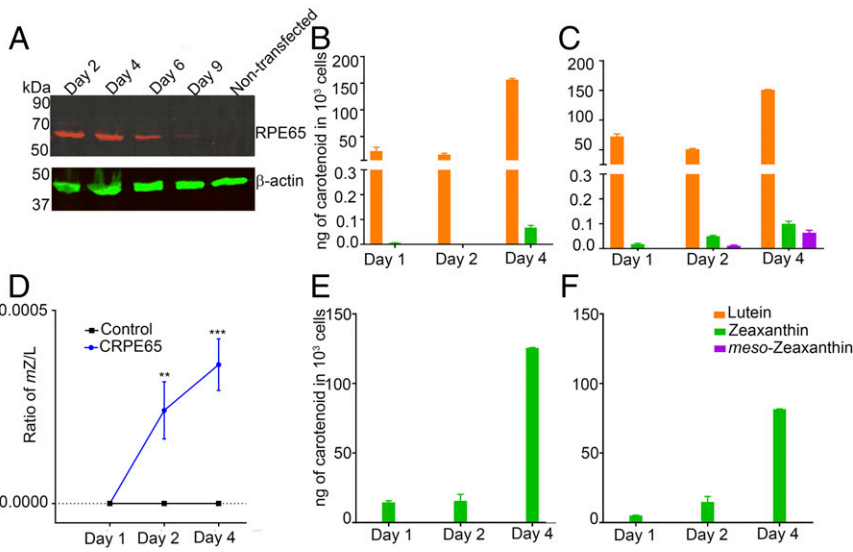 A
Day 2
Day 4
Day 6
Day 9
Non-transfected
kDa
90
70
50
RPE65
50
37
β-actin
B
ng of carotenoid in 10³ cells
200
150
100
50
0.3
0.2
0.1
0.0
Day 1
Day 2
Day 4
C
200
150
100
50
0.3
0.2
0.1
0.0
Day 1
Day 2
Day 4
D
0.0005
Control
CRPE65
**
***
Ratio of mZ/L
0.0000
Day 1
Day 2
Day 4
E
ng of carotenoid in 10³ cells
150
100
50
0
Day 1
Day 2
Day 4
F
Lutein
Zeaxanthin
meso-Zeaxanthin
150
100
50
0
Day 1
Day 2
Day 4